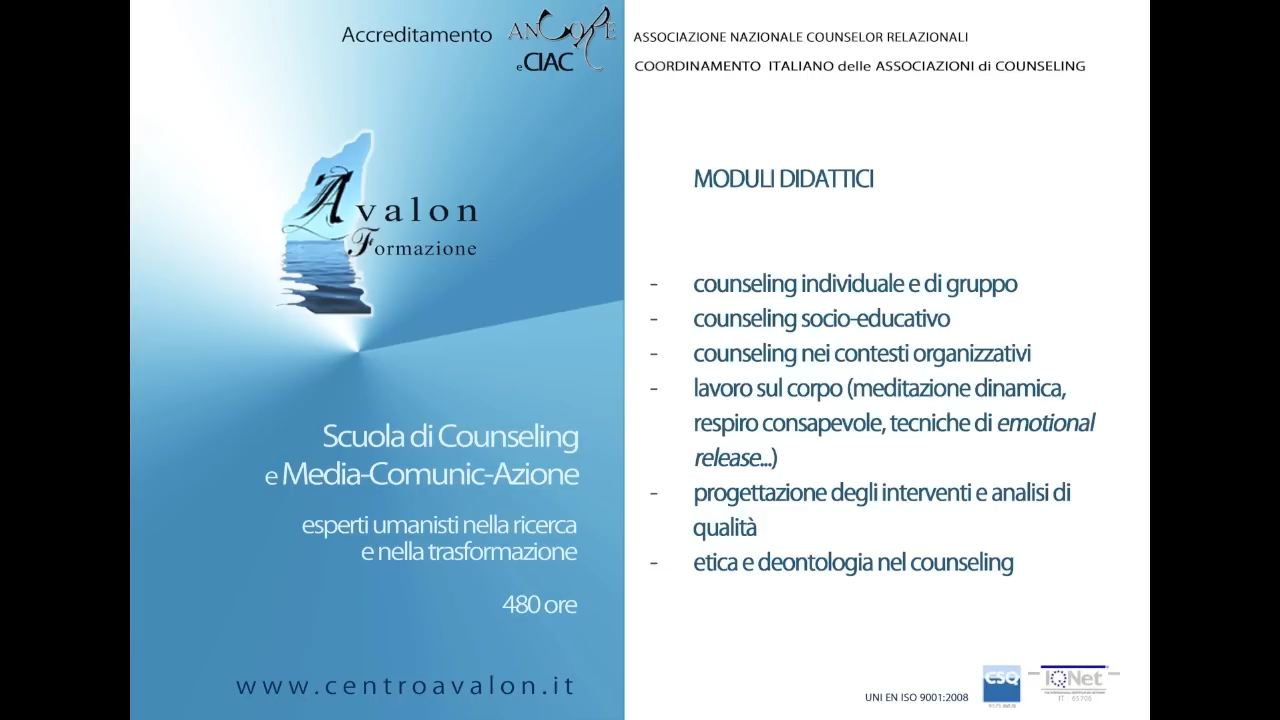 Accreditamento ANCORE
e CIAC
ASSOCIAZIONE NAZIONALE COUNSELOR RELAZIONALI
COORDINAMENTO ITALIANO delle ASSOCIAZIONI di COUNSELING
Avalon
Formazione
Scuola di Counseling
e Media-Comunic-Azione
esperti umanisti nella ricerca
e nella trasformazione
480 ore
www.centroavalon.it
MODULI DIDATTICI
- counseling individuale e di gruppo
- counseling socio-educativo
- counseling nei contesti organizzativi
- lavoro sul corpo (meditazione dinamica,
respiro consapevole, tecniche di emotional
release...)
- progettazione degli interventi e analisi di
qualità
- etica e deontologia nel counseling
UNI EN ISO 9001:2008
CSQ
IQNet